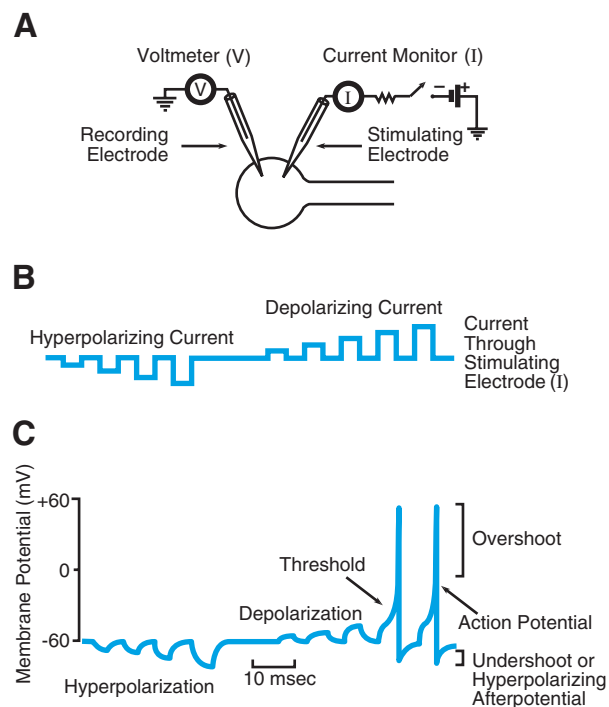 A
Voltmeter (V)
Current Monitor (I)
V
I
− +
Recording
Electrode
Stimulating
Electrode
B
Depolarizing Current
Hyperpolarizing Current
Current
Through
Stimulating
Electrode (I)
C
Membrane Potential (mV)
+60
0
-60
Overshoot
Threshold
Depolarization
Action Potential
Hyperpolarization
10 msec
Undershoot or
Hyperpolarizing
Afterpotential